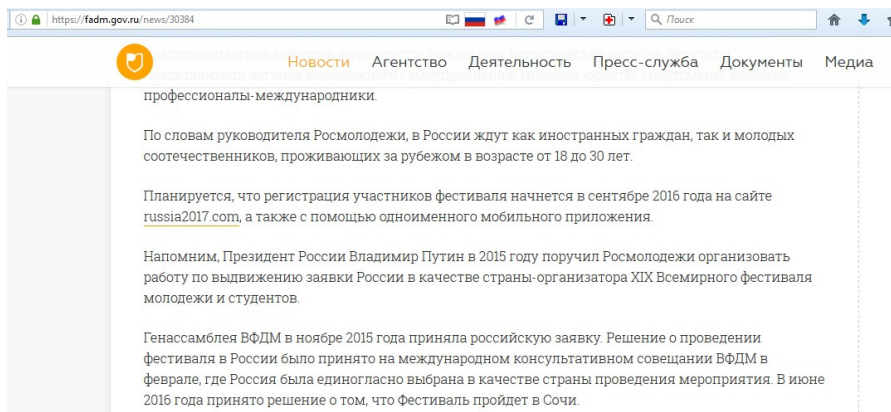 https://fadm.gov.ru/news/30384
Поиск
Новости Агентство Деятельность Пресс-служба Документы Медиа
профессионалы-международники.
По словам руководителя Росмолодежи, в России ждут как иностранных граждан, так и молодых
соотечественников, проживающих за рубежом в возрасте от 18 до 30 лет.
Планируется, что регистрация участников фестиваля начнется в сентябре 2016 года на сайте
russia2017.com, а также с помощью одноименного мобильного приложения.
Напомним, Президент России Владимир Путин в 2015 году поручил Росмолодежи организовать
работу по выдвижению заявки России в качестве страны-организатора XIX Всемирного фестиваля
молодежи и студентов.
Генассамблея ВФДМ в ноябре 2015 года приняла российскую заявку. Решение о проведении
фестиваля в России было принято на международном консультативном совещании ВФДМ в
феврале, где Россия была единогласно выбрана в качестве страны проведения мероприятия. В июне
2016 года принято решение о том, что Фестиваль пройдет в Сочи.